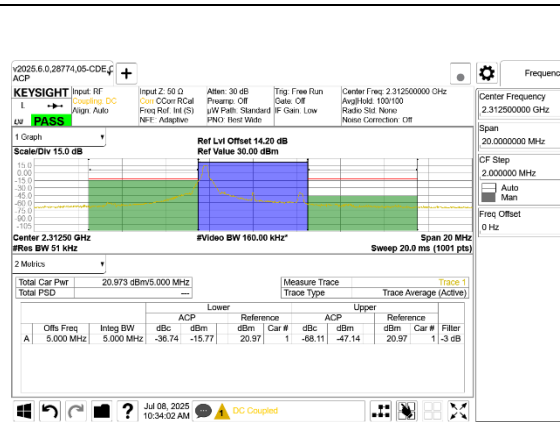 v2025.6.0,28774,05-CDE
ACP
KEYSIGHT
Input: RF
Coupling: DC
Align: Auto
Input Z: 50 Ω
Corr CCorr RCal
Freq Ref: Int (S)
NFE: Adaptive
Atten: 30 dB
Preamp: Off
µW Path: Standard
PNO: Best Wide
Trig: Free Run
Gate: Off
IF Gain: Low
Center Freq: 2.312500000 GHz
Avg|Hold: 100/100
Radio Std: None
Noise Correction: Off
L
LXI
PASS
1 Graph
Scale/Div 15.0 dB
Ref Lvl Offset 14.20 dB
Ref Value 30.00 dBm
15.0
0.00
-15.0
-30.0
-45.0
-60.0
-75.0
-90.0
-105
Center 2.31250 GHz
#Res BW 51 kHz
#Video BW 160.00 kHz*
Span 20 MHz
Sweep 20.0 ms (1001 pts)
2 Metrics
Total Car Pwr 20.973 dBm/5.000 MHz
Total PSD ---
Measure Trace Trace 1
Trace Type Trace Average (Active)
Lower Upper
ACP Reference ACP Reference
Offs Freq Integ BW dBc dBm dBm Car # dBc dBm dBm Car # Filter
A 5.000 MHz 5.000 MHz -36.74 -15.77 20.97 1 -68.11 -47.14 20.97 1 -3 dB
Jul 08, 2025
10:34:02 AM
1
DC Coupled
?
Frequenc
Center Frequency
2.312500000 MHz
Span
20.0000000 MHz
CF Step
2.000000 MHz
Auto
Man
Freq Offset
0 Hz